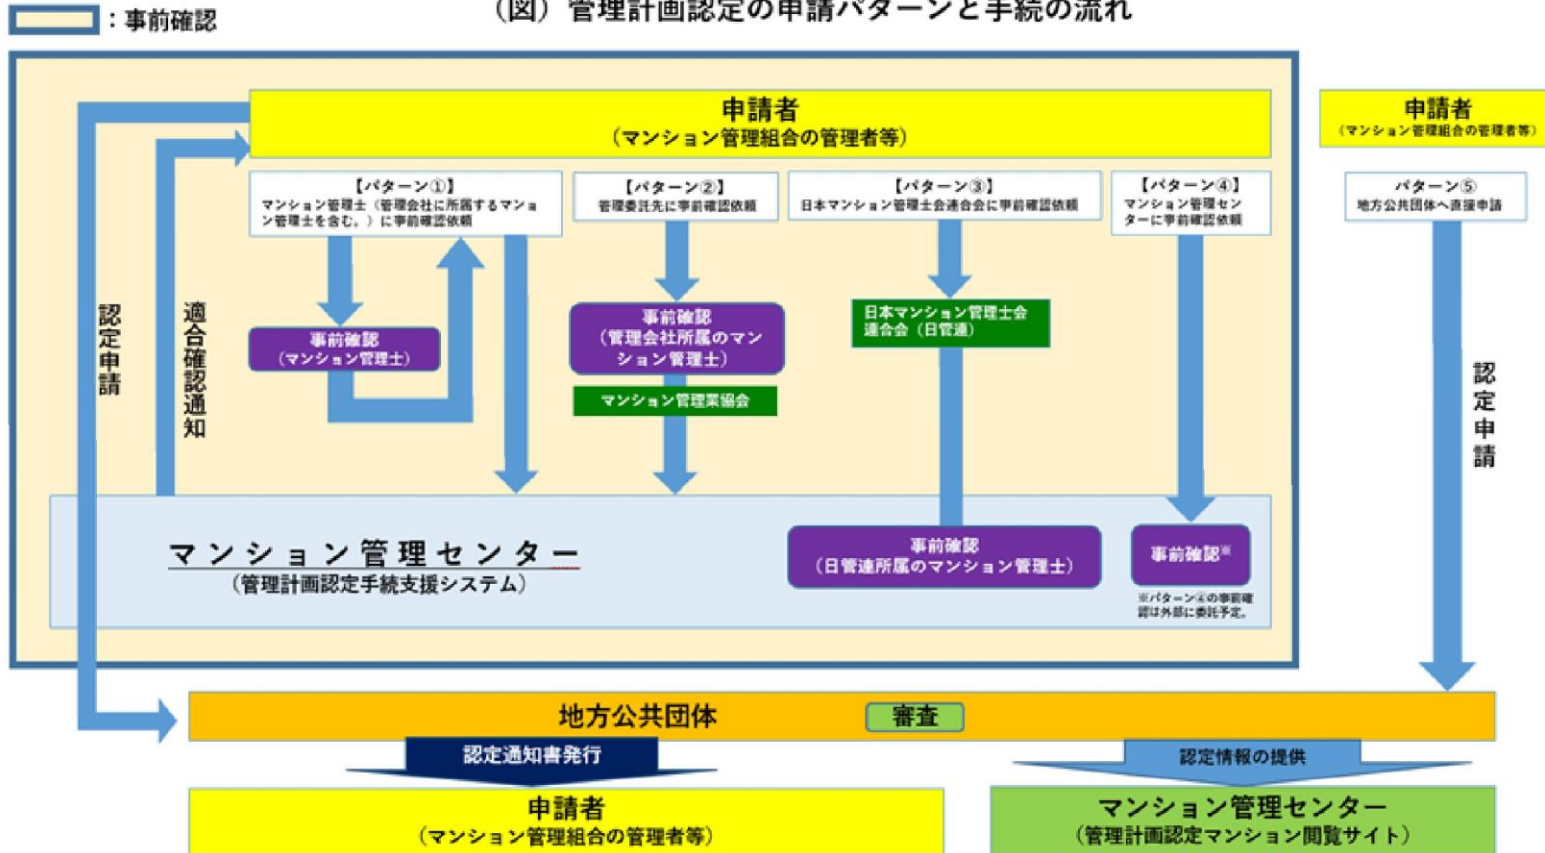 (図)管理計画認定の申請パターンと手続の流れ
:事前確認
申請者
(マンション管理組合の管理者等)
申請者
(マンション管理組合の管理者等)
【パターン①】
マンション管理士(管理会社に所属するマンショ
ン管理士を含む。)に事前確認依頼
【パターン②】
管理委託先に事前確認依頼
【パターン③】
日本マンション管理士会連合会に事前確認依頼
【パターン④】
マンション管理セン
ターに事前確認依頼
パターン⑤
地方公共団体へ直接申請
認定申請
適合確認通知
事前確認
(マンション管理士)
事前確認
(管理会社所属のマン
ション管理士)
マンション管理業協会
日本マンション管理士会
連合会(日管連)
認定申請
マンション管理センター
(管理計画認定手続支援システム)
事前確認
(日管連所属のマンション管理士)
事前確認※
※パターン④の事前確
認は外部に委託予定。
地方公共団体
審査
認定通知書発行
認定情報の提供
申請者
(マンション管理組合の管理者等)
マンション管理センター
(管理計画認定マンション閲覧サイト)